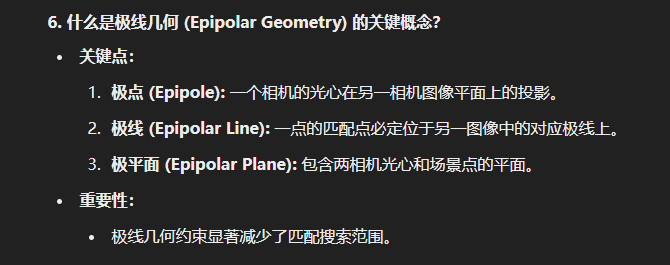 6. 什么是极线几何 (Epipolar Geometry) 的关键概念?
• 关键点：
1. 极点 (Epipole): 一个相机的光心在另一相机图像平面上的投影。
2. 极线 (Epipolar Line): 一点的匹配点必定位于另一图像中的对应极线上。
3. 极平面 (Epipolar Plane): 包含两相机光心和场景点的平面。
• 重要性：
• 极线几何约束显著减少了匹配搜索范围。